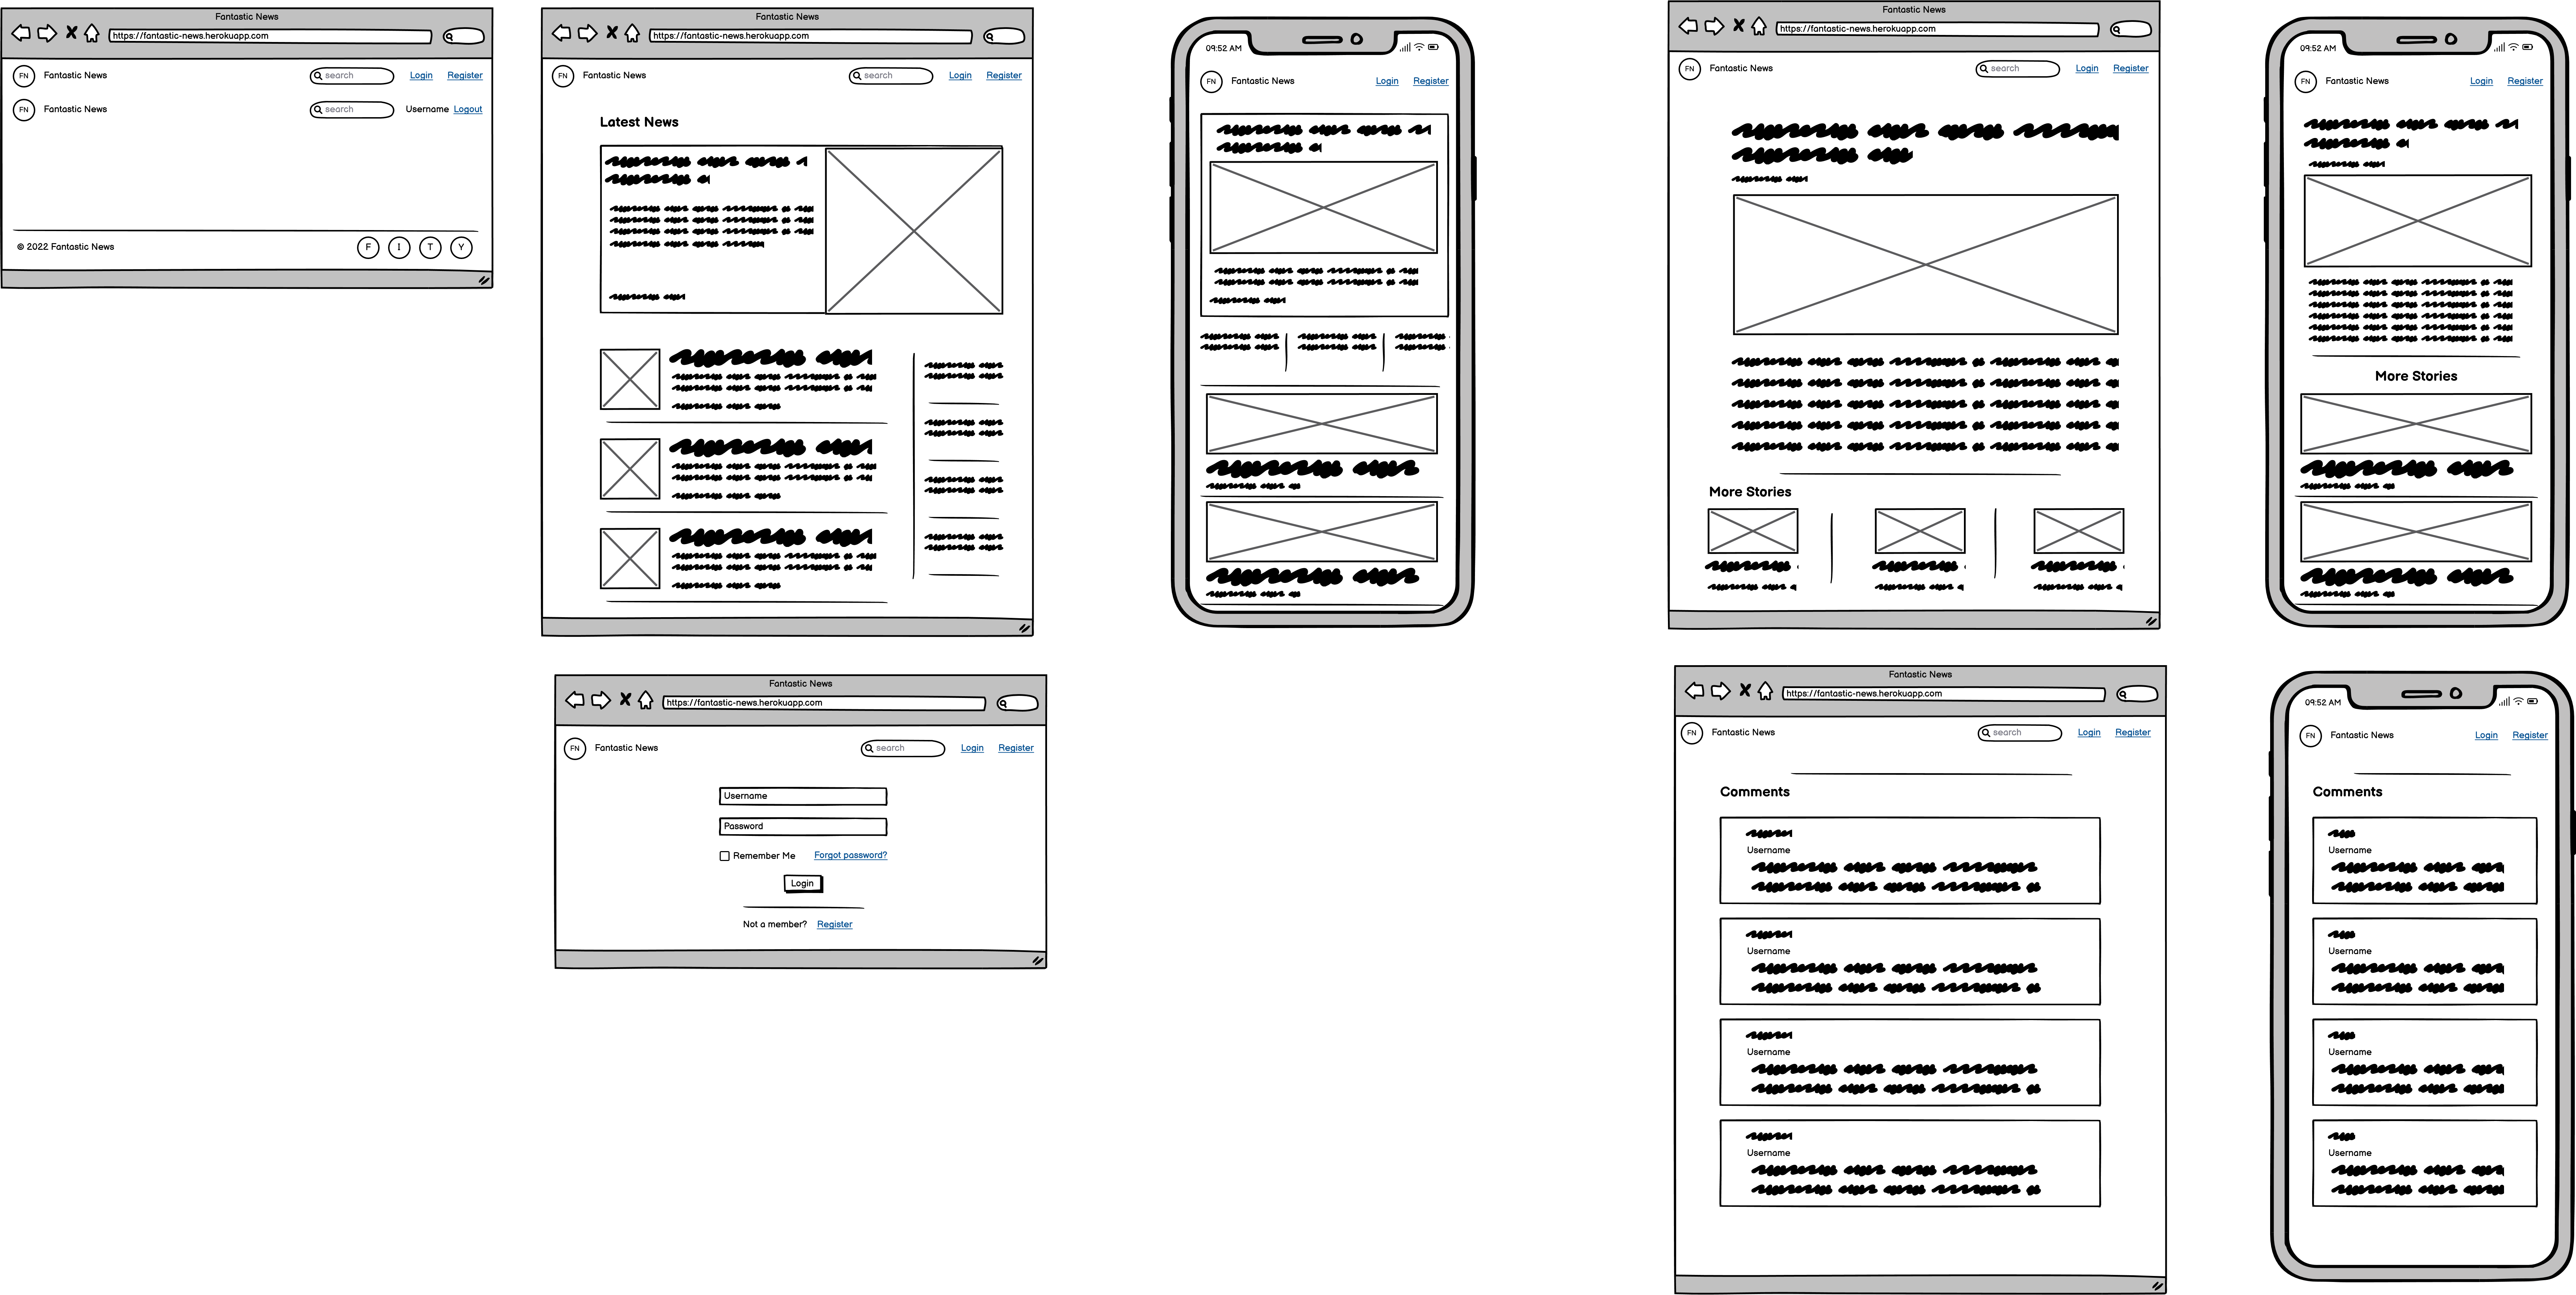 Fantastic News
https://fantastic-news.herokuapp.com
FN Fantastic News search Login Register
FN Fantastic News search Username Logout
© 2022 Fantastic News F I T Y
Fantastic News
https://fantastic-news.herokuapp.com
FN Fantastic News search Login Register
Latest News
09:52 AM
FN Fantastic News Login Register
Fantastic News
https://fantastic-news.herokuapp.com
FN Fantastic News search Login Register
More Stories
09:52 AM
FN Fantastic News Login Register
More Stories
Fantastic News
https://fantastic-news.herokuapp.com
FN Fantastic News search Login Register
Username
Password
Remember Me Forgot password?
Login
Not a member? Register
Fantastic News
https://fantastic-news.herokuapp.com
FN Fantastic News search Login Register
Comments
Username
Username
Username
Username
09:52 AM
FN Fantastic News Login Register
Comments
Username
Username
Username
Username